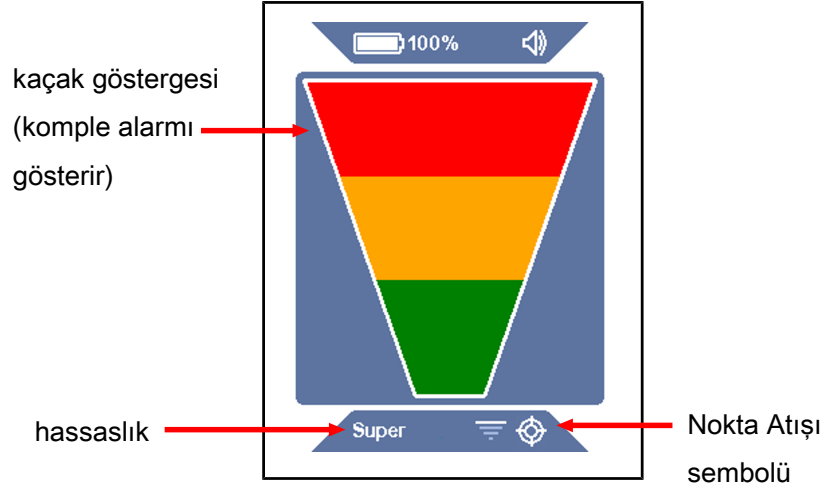 100%
kaçak göstergesi
(komple alarmı
gösterir)
hassaslık
Super
Nokta Atışı
sembolü